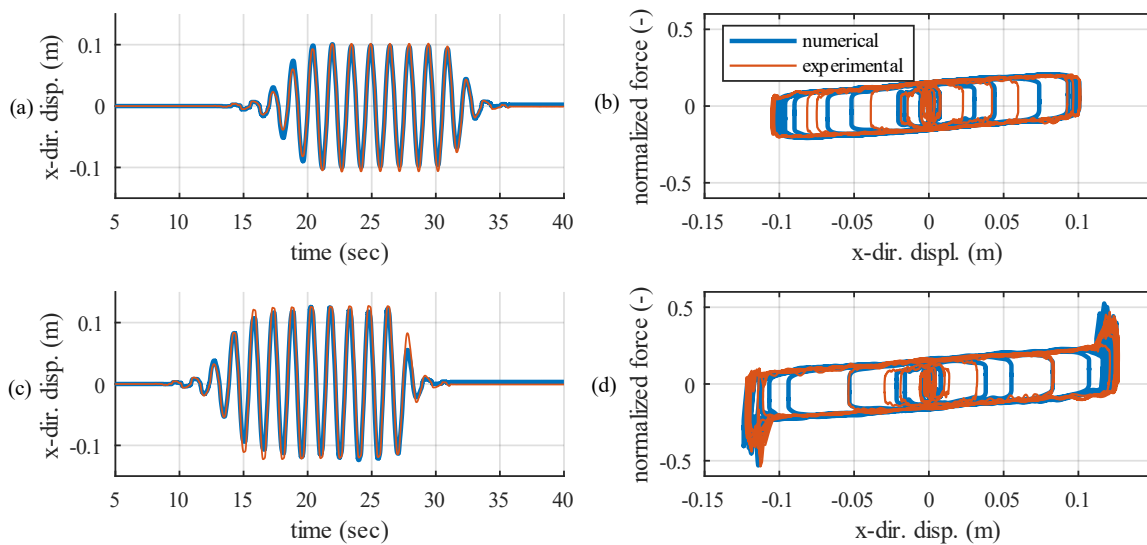 (a)
x-dir. disp. (m)
0.1
0
-0.1
5 10 15 20 25 30 35 40
time (sec)
(b)
normalized force (-)
0.5
0
-0.5
numerical
experimental
-0.15 -0.1 -0.05 0 0.05 0.1
x-dir. displ. (m)
(c)
x-dir. disp. (m)
0.1
0
-0.1
5 10 15 20 25 30 35 40
time (sec)
(d)
normalized force (-)
0.5
0
-0.5
-0.15 -0.1 -0.05 0 0.05 0.1
x-dir. disp. (m)